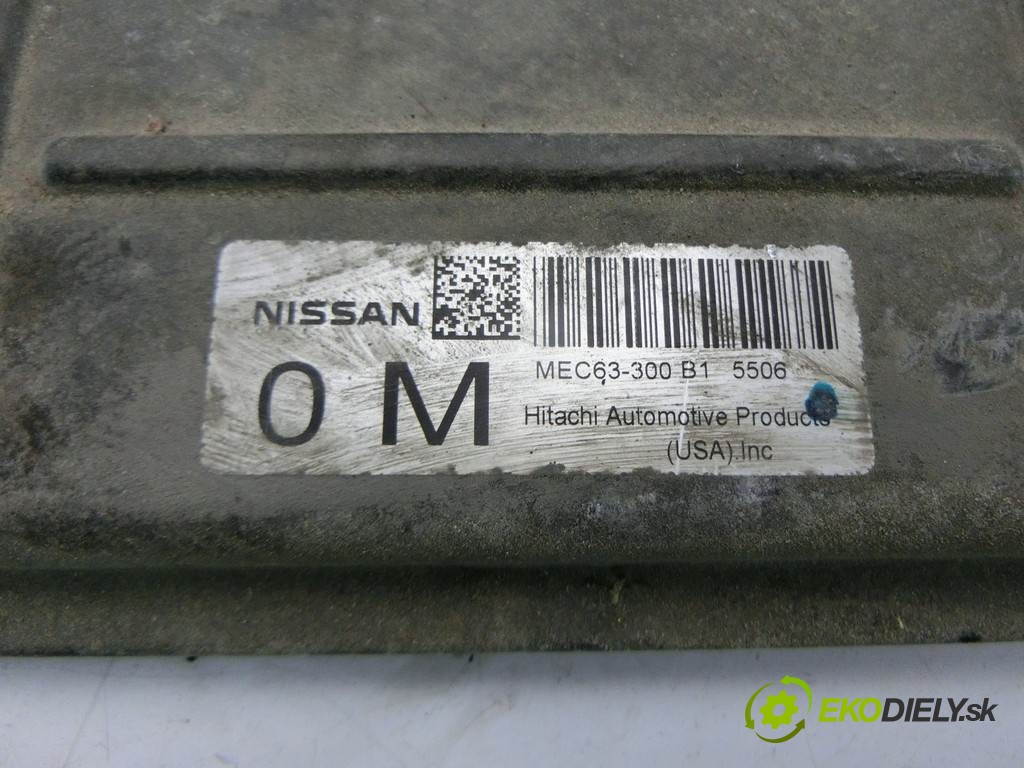 NISSAN
0 M
MEC63-300 B1 5506
Hitachi Automotive Products
(USA).Inc
EKODIELY.sk